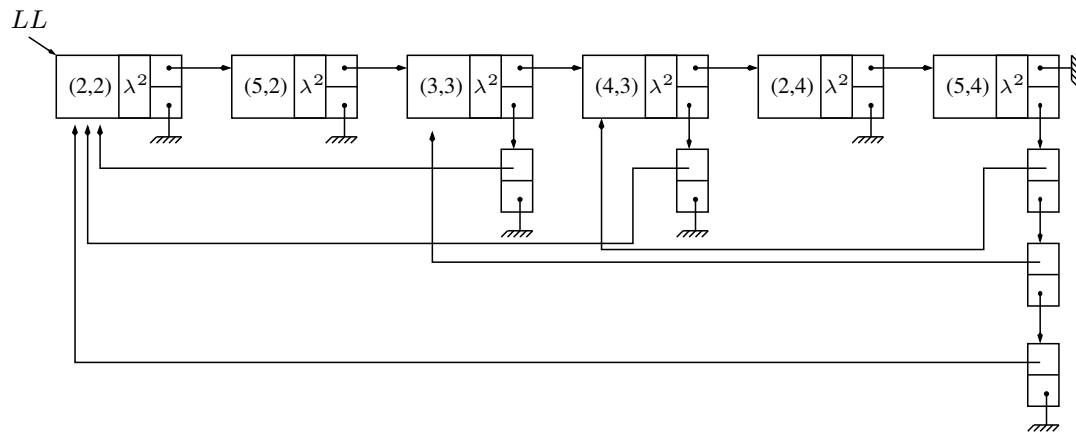 LL
(2,2) λ² (5,2) λ² (3,3) λ² (4,3) λ² (2,4) λ² (5,4) λ²